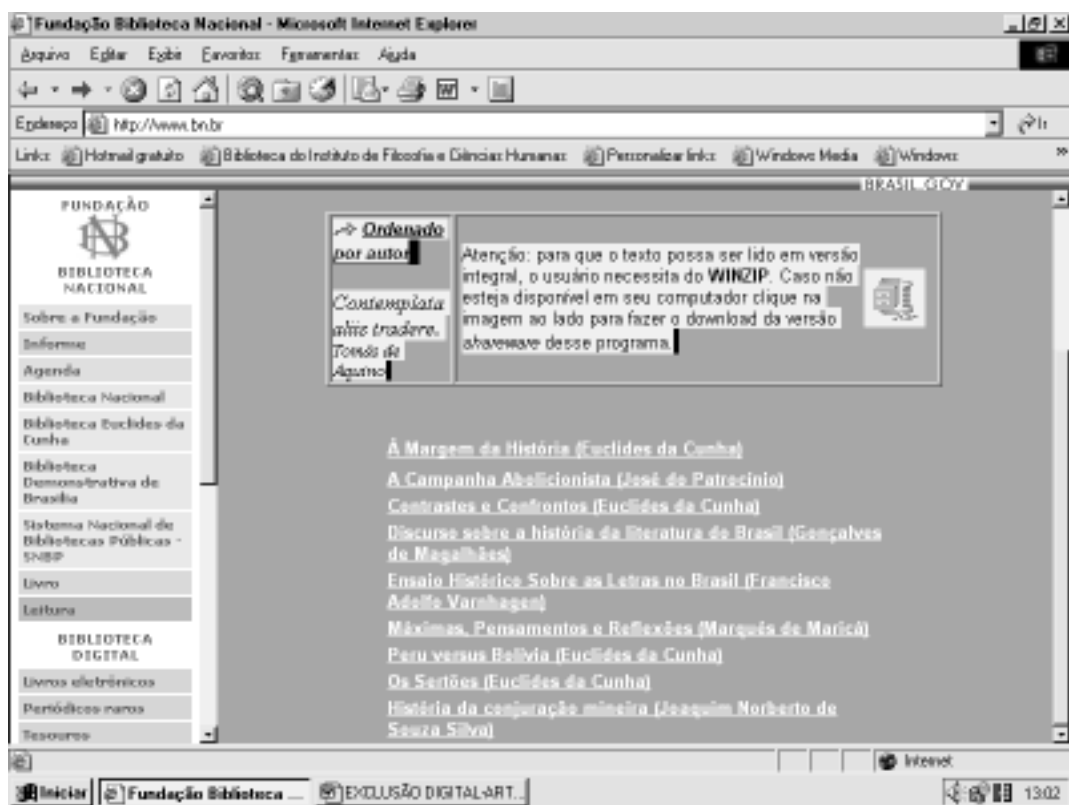 Fundação Biblioteca Nacional - Microsoft Internet Explorer
Arquivo Editar Exibir Favoritos Ferramentas Ajuda
Endereço http://www.bn.br Ir
Links Hotmail gratuito Biblioteca do Instituto de Filosofia e Ciências Humanas Personalizar links Windows Media Windows
BRASIL.GOV
FUNDAÇÃO
BIBLIOTECA
NACIONAL
Sobre a Fundação
Informe
Agenda
Biblioteca Nacional
Biblioteca Euclides da
Cunha
Biblioteca
Demonstrativa de
Brasília
Sistema Nacional de
Bibliotecas Públicas -
SNBP
Livro
Leitura
BIBLIOTECA
DIGITAL
Livros eletrônicos
Periódicos raros
Tesouros
Ordenado
por autor
Contemplata
aliis tradere.
Tomás de
Aquino
Atenção: para que o texto possa ser lido em versão
integral, o usuário necessita do WINZIP. Caso não
esteja disponível em seu computador clique na
imagem ao lado para fazer o download da versão
shareware desse programa.
À Margem da História (Euclides da Cunha)
A Campanha Abolicionista (José do Patrocínio)
Contrastes e Confrontos (Euclides da Cunha)
Discurso sobre a história da literatura do Brasil (Gonçalves
de Magalhães)
Ensaio Histórico Sobre as Letras no Brasil (Francisco
Adolfo Varnhagen)
Máximas, Pensamentos e Reflexões (Marquês de Maricá)
Peru versus Bolívia (Euclides da Cunha)
Os Sertões (Euclides da Cunha)
História da conjuração mineira (Joaquim Norberto de
Souza Silva)
Internet
Iniciar Fundação Biblioteca ... EXCLUSÃO DIGITAL-ART... 13:02